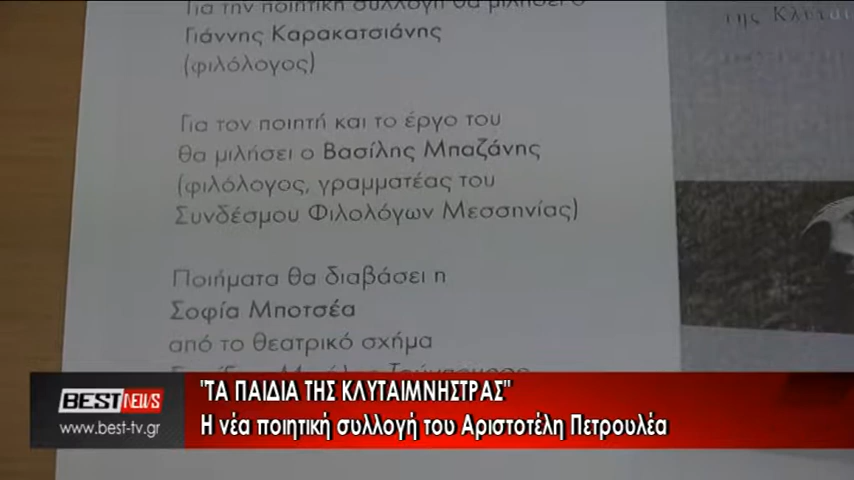 Για την ποιητική συλλογή θα μιλήσει ο
Γιάννης Καρακατσιάνης
(φιλόλογος)
Για τον ποιητή και το έργο του
θα μιλήσει ο Βασίλης Μπαζάνης
(φιλόλογος, γραμματέας του
Συνδέσμου Φιλολόγων Μεσσηνίας)
Ποιήματα θα διαβάσει η
Σοφία Μποτσέα
από το θεατρικό σχήμα
της Κλυται
BEST NEWS
www.best-tv.gr
"ΤΑ ΠΑΙΔΙΑ ΤΗΣ ΚΛΥΤΑΙΜΝΗΣΤΡΑΣ"
Η νέα ποιητική συλλογή του Αριστοτέλη Πετρουλέα